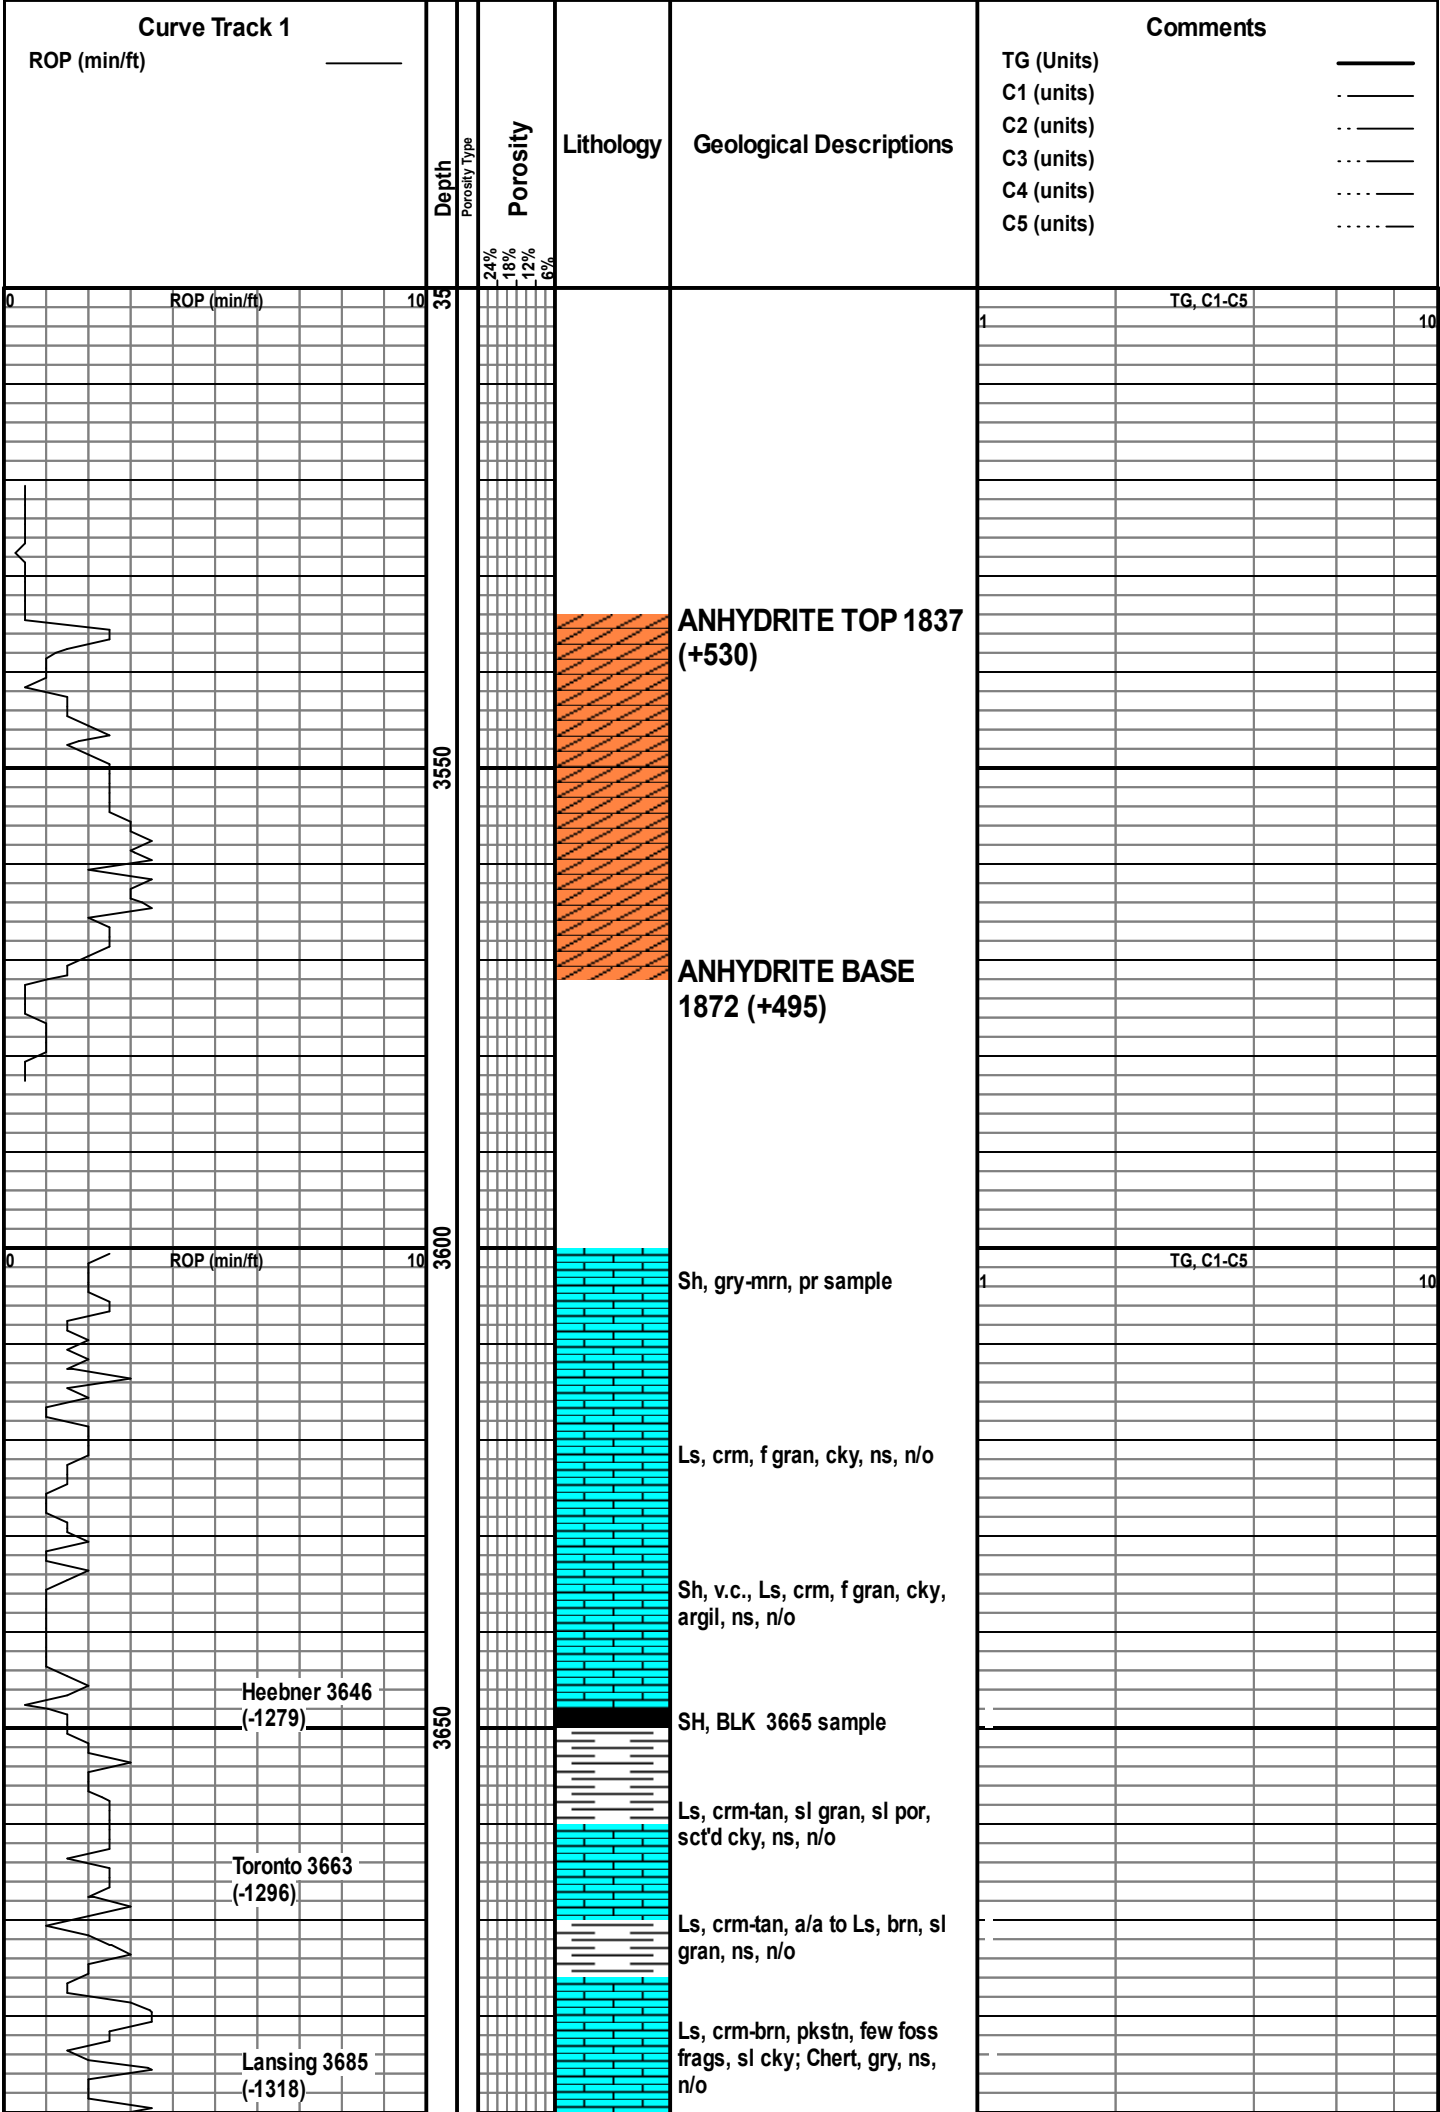 Curve Track 1
ROP (min/ft)
Depth
Porosity Type
Porosity
24%
18%
12%
6%
Lithology
Geological Descriptions
Comments
TG (Units)
C1 (units)
C2 (units)
C3 (units)
C4 (units)
C5 (units)
0 ROP (min/ft) 10
35
TG, C1-C5
1 10
ANHYDRITE TOP 1837
(+530)
3550
ANHYDRITE BASE
1872 (+495)
3600
0 ROP (min/ft) 10
TG, C1-C5
1 10
Sh, gry-mrn, pr sample
Ls, crm, f gran, cky, ns, n/o
Sh, v.c., Ls, crm, f gran, cky,
argil, ns, n/o
Heebner 3646
(-1279)
3650
SH, BLK 3665 sample
Ls, crm-tan, sl gran, sl por,
sct'd cky, ns, n/o
Toronto 3663
(-1296)
Ls, crm-tan, a/a to Ls, brn, sl
gran, ns, n/o
Ls, crm-brn, pkstn, few foss
frags, sl cky; Chert, gry, ns,
n/o
Lansing 3685
(-1318)